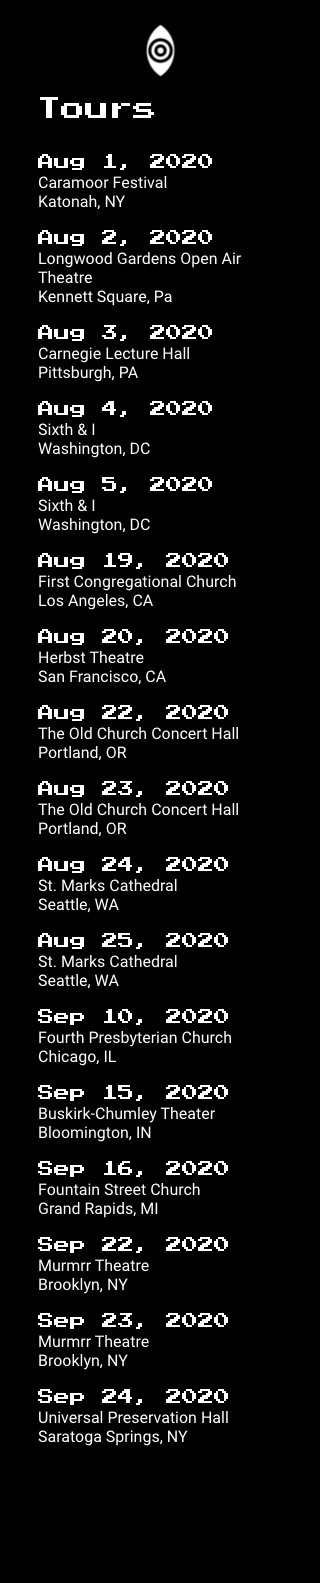 Tours
Aug 1, 2020
Caramoor Festival
Katonah, NY
Aug 2, 2020
Longwood Gardens Open Air
Theatre
Kennett Square, Pa
Aug 3, 2020
Carnegie Lecture Hall
Pittsburgh, PA
Aug 4, 2020
Sixth & I
Washington, DC
Aug 5, 2020
Sixth & I
Washington, DC
Aug 19, 2020
First Congregational Church
Los Angeles, CA
Aug 20, 2020
Herbst Theatre
San Francisco, CA
Aug 22, 2020
The Old Church Concert Hall
Portland, OR
Aug 23, 2020
The Old Church Concert Hall
Portland, OR
Aug 24, 2020
St. Marks Cathedral
Seattle, WA
Aug 25, 2020
St. Marks Cathedral
Seattle, WA
Sep 10, 2020
Fourth Presbyterian Church
Chicago, IL
Sep 15, 2020
Buskirk-Chumley Theater
Bloomington, IN
Sep 16, 2020
Fountain Street Church
Grand Rapids, MI
Sep 22, 2020
Murmrr Theatre
Brooklyn, NY
Sep 23, 2020
Murmrr Theatre
Brooklyn, NY
Sep 24, 2020
Universal Preservation Hall
Saratoga Springs, NY